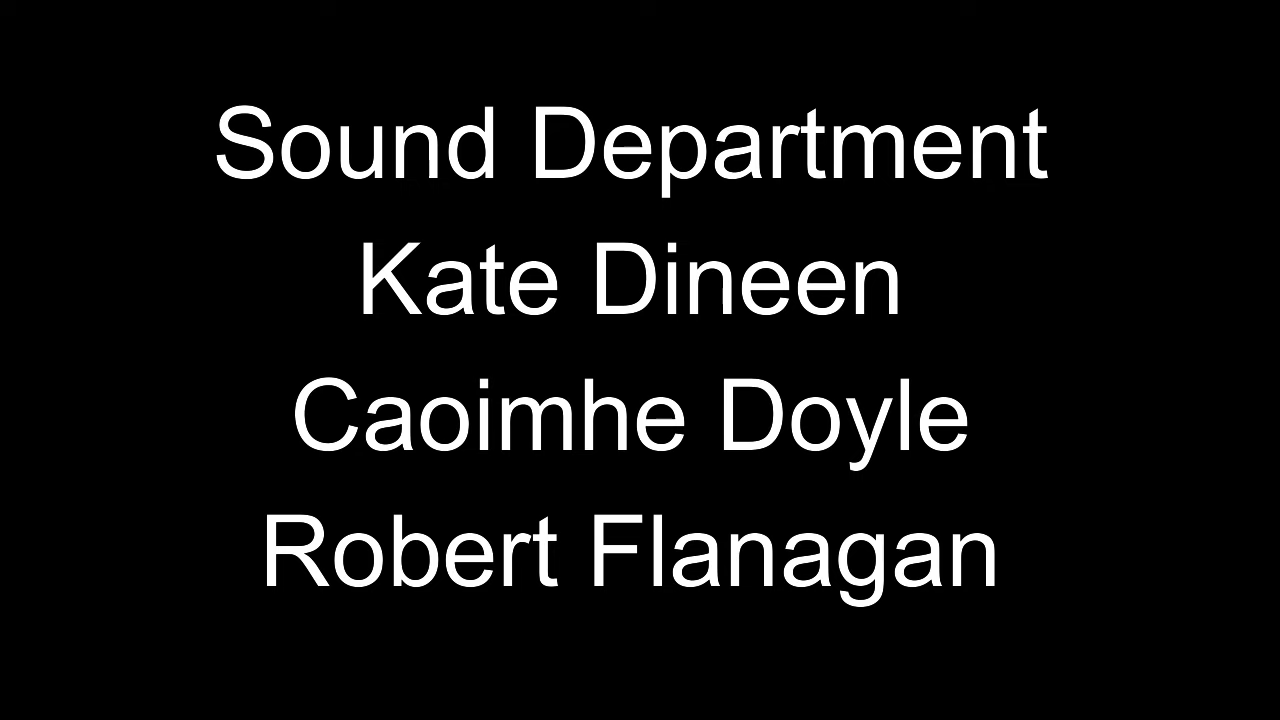 Sound Department
Kate Dineen
Caoimhe Doyle
Robert Flanagan